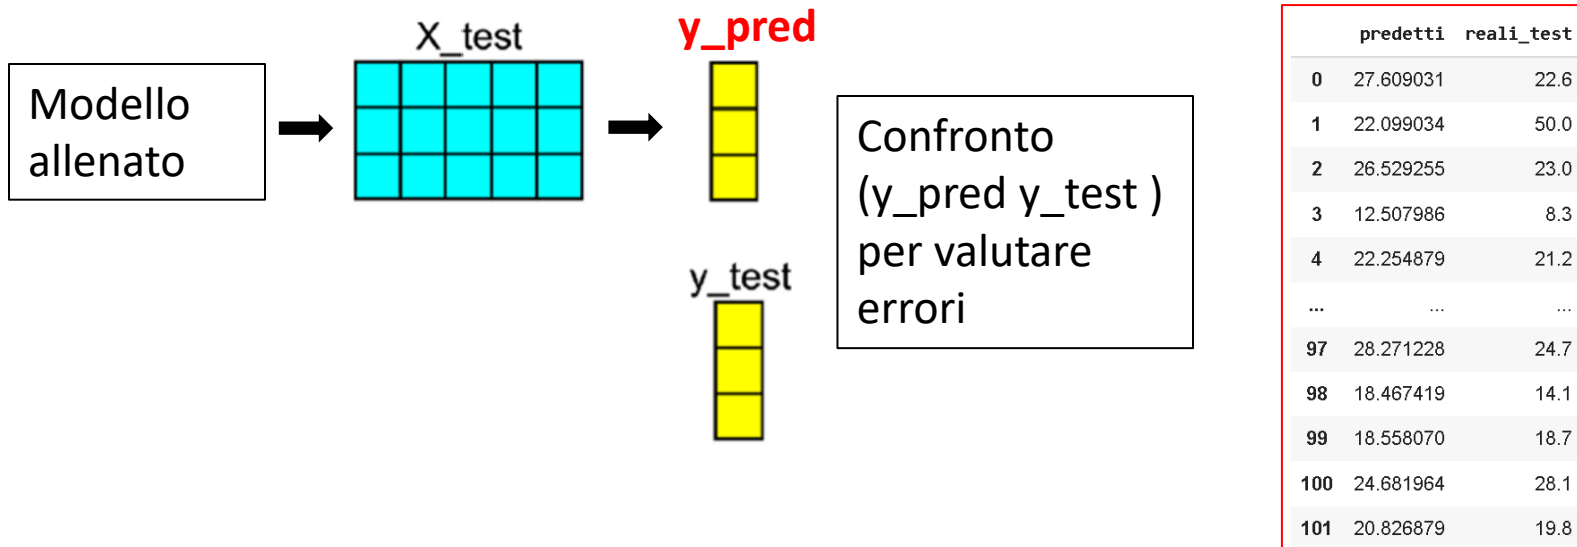 Modello
allenato
X_test
y_pred
y_test
Confronto
(y_pred y_test )
per valutare
errori
predetti reali_test
0 27.609031 22.6
1 22.099034 50.0
2 26.529255 23.0
3 12.507986 8.3
4 22.254879 21.2
... ... ...
97 28.271228 24.7
98 18.467419 14.1
99 18.558070 18.7
100 24.681964 28.1
101 20.826879 19.8